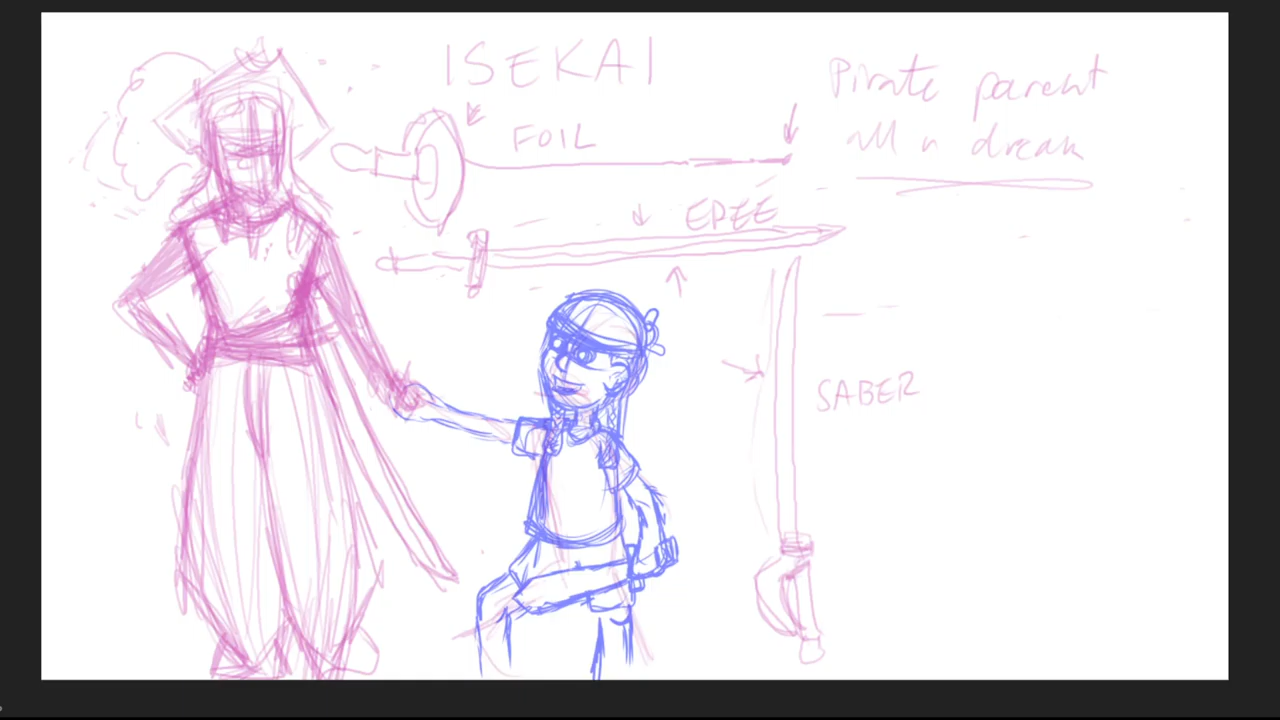 ISEKAI
Pirate parent
all a dream
FOIL
EPEE
SABER